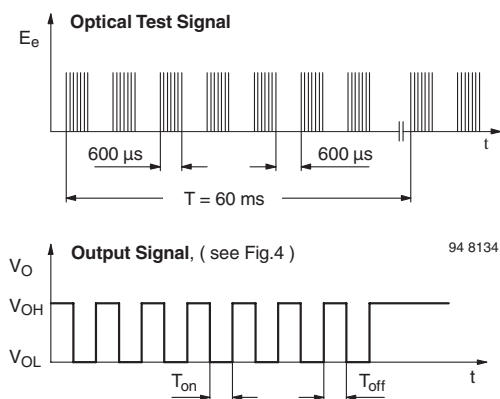 Optical Test Signal
Ee
t
600 µs
600 µs
T = 60 ms
Output Signal, ( see Fig.4 )
94 8134
VO
VOH
VOL
Ton
Toff
t